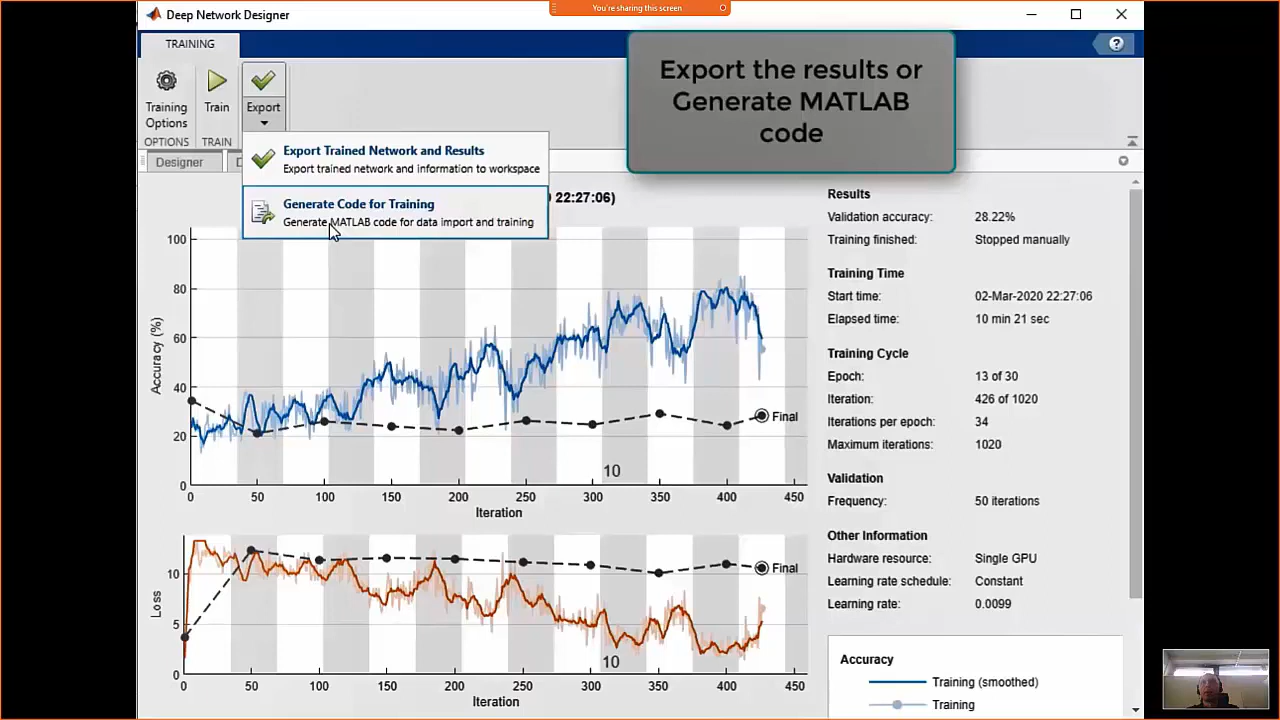 Deep Network Designer
You're sharing this screen
TRAINING
Training
Options
Train
Export
OPTIONS
TRAIN
Export the results or
Generate MATLAB
code
Designer
D
Export Trained Network and Results
Export trained network and information to workspace
Generate Code for Training
Generate MATLAB code for data import and training
22:27:06)
Accuracy (%)
100
80
60
40
20
0
10
Final
0 50 100 150 200 250 300 350 400 450
Iteration
Loss
10
5
0
10
Final
0 50 100 150 200 250 300 350 400 450
Iteration
Results
Validation accuracy: 28.22%
Training finished: Stopped manually
Training Time
Start time: 02-Mar-2020 22:27:06
Elapsed time: 10 min 21 sec
Training Cycle
Epoch: 13 of 30
Iteration: 426 of 1020
Iterations per epoch: 34
Maximum iterations: 1020
Validation
Frequency: 50 iterations
Other Information
Hardware resource: Single GPU
Learning rate schedule: Constant
Learning rate: 0.0099
Accuracy
Training (smoothed)
Training